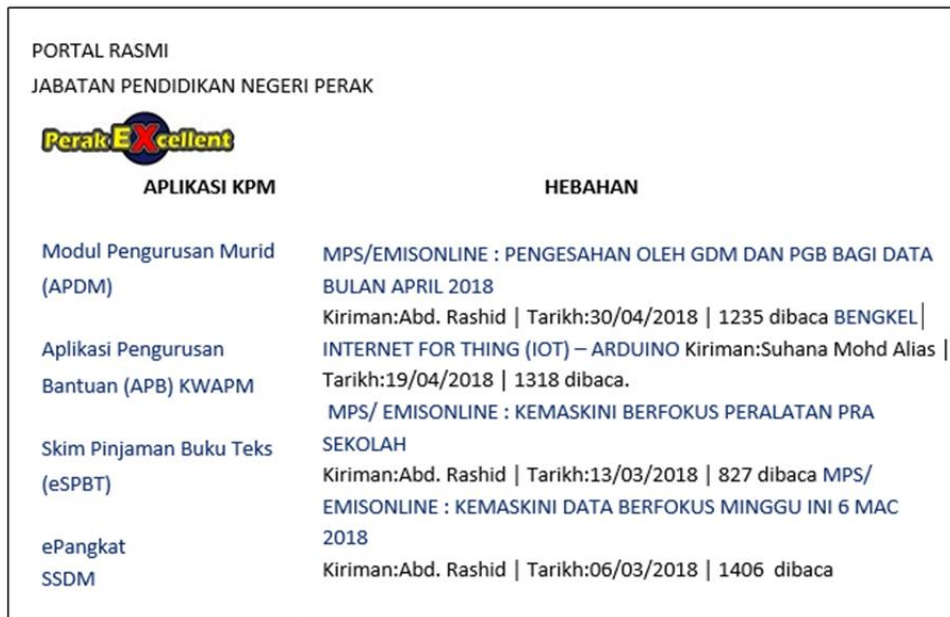 PORTAL RASMI
JABATAN PENDIDIKAN NEGERI PERAK
Perak EXcellent
APLIKASI KPM
Modul Pengurusan Murid
(APDM)
Aplikasi Pengurusan
Bantuan (APB) KWAPM
Skim Pinjaman Buku Teks
(eSPBT)
ePangkat
SSDM
HEBAHAN
MPS/EMISONLINE : PENGESAHAN OLEH GDM DAN PGB BAGI DATA
BULAN APRIL 2018
Kiriman:Abd. Rashid | Tarikh:30/04/2018 | 1235 dibaca BENGKEL|
INTERNET FOR THING (IOT) – ARDUINO Kiriman:Suhana Mohd Alias |
Tarikh:19/04/2018 | 1318 dibaca.
MPS/ EMISONLINE : KEMASKINI BERFOKUS PERALATAN PRA
SEKOLAH
Kiriman:Abd. Rashid | Tarikh:13/03/2018 | 827 dibaca MPS/
EMISONLINE : KEMASKINI DATA BERFOKUS MINGGU INI 6 MAC
2018
Kiriman:Abd. Rashid | Tarikh:06/03/2018 | 1406 dibaca